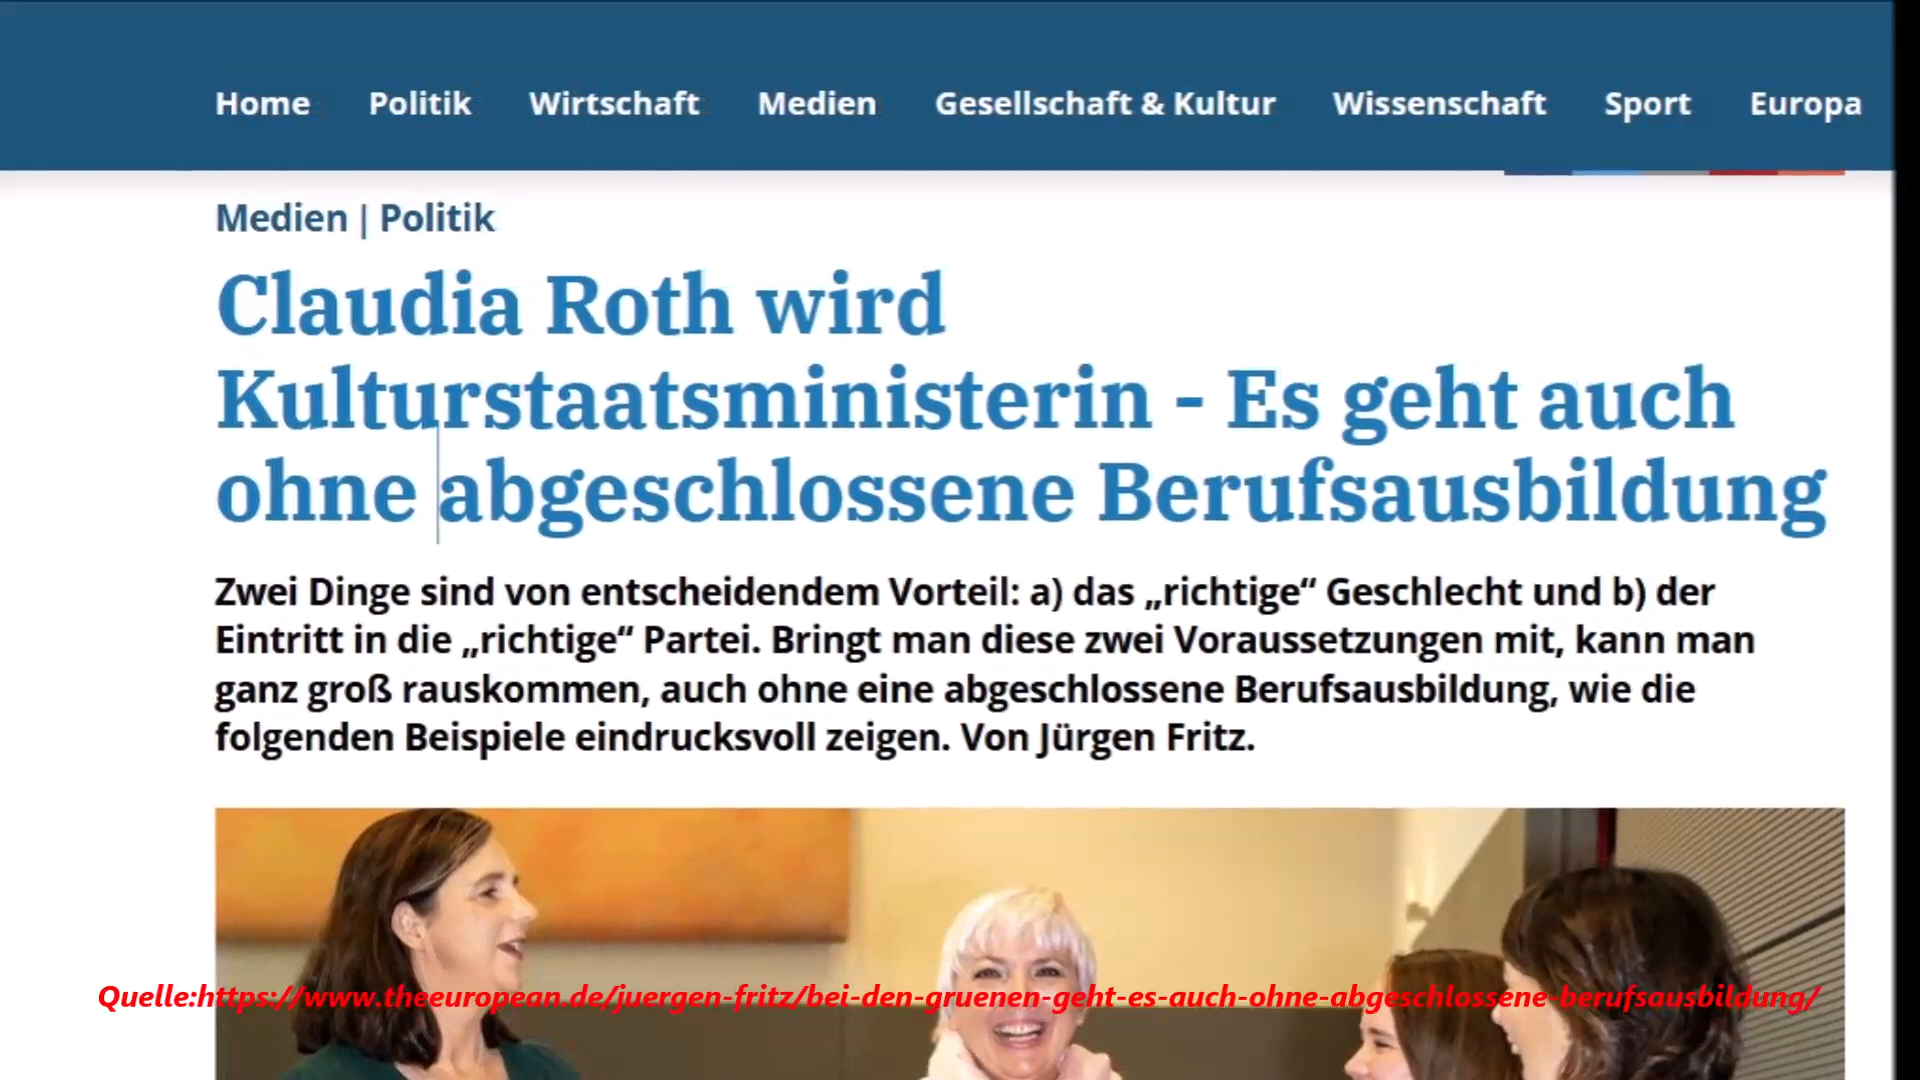 Home Politik Wirtschaft Medien Gesellschaft & Kultur Wissenschaft Sport Europa
Medien | Politik
Claudia Roth wird
Kulturstaatsministerin - Es geht auch
ohne abgeschlossene Berufsausbildung
Zwei Dinge sind von entscheidendem Vorteil: a) das „richtige“ Geschlecht und b) der
Eintritt in die „richtige“ Partei. Bringt man diese zwei Voraussetzungen mit, kann man
ganz groß rauskommen, auch ohne eine abgeschlossene Berufsausbildung, wie die
folgenden Beispiele eindrucksvoll zeigen. Von Jürgen Fritz.
Quelle:https://www.theeuropean.de/juergen-fritz/bei-den-gruenen-geht-es-auch-ohne-abgeschlossene-berufsausbildung/